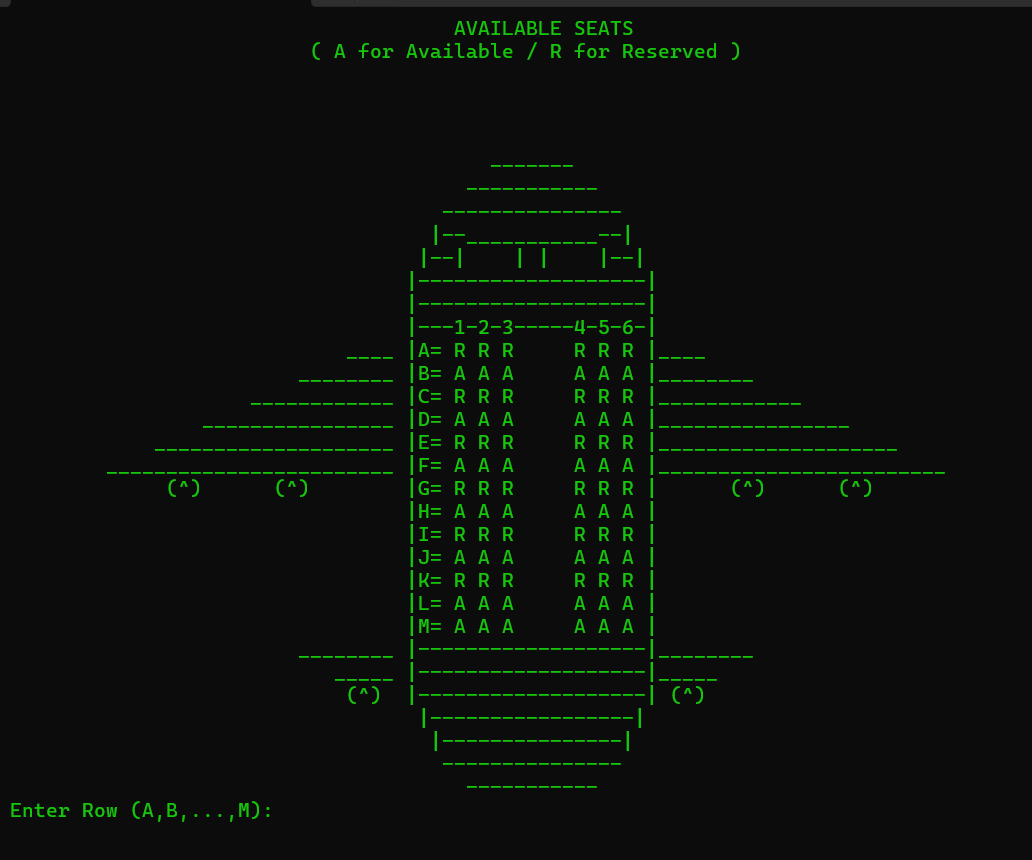 AVAILABLE SEATS
( A for Available / R for Reserved )
-------
-----------
---------------
|--___________--|
|--|    | |    |--|
|-------------------|
|-------------------|
|---1-2-3-----4-5-6-|
____ |A= R R R     R R R |____
________ |B= A A A     A A A |________
____________ |C= R R R     R R R |____________
________________ |D= A A A     A A A |________________
____________________ |E= R R R     R R R |____________________
________________________ |F= A A A     A A A |________________________
(^)      (^) |G= R R R     R R R | (^)      (^)
|H= A A A     A A A |
|I= R R R     R R R |
|J= A A A     A A A |
|K= R R R     R R R |
|L= A A A     A A A |
|M= A A A     A A A |
________ |-------------------|________
_____ |-------------------|_____
(^) |-------------------| (^)
|-----------------|
|---------------|
---------------
-----------
Enter Row (A,B,...,M):